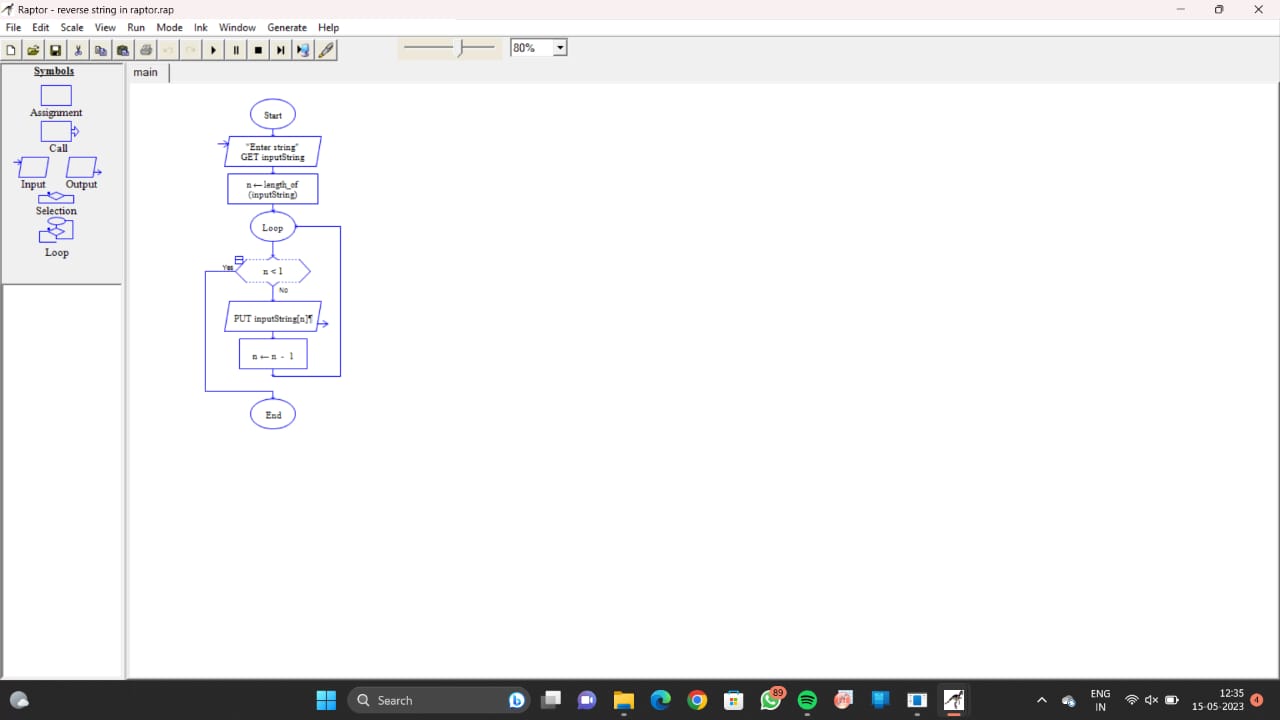 Raptor - reverse string in raptor.rap
File Edit Scale View Run Mode Ink Window Generate Help
80%
Symbols
Assignment
Call
Input Output
Selection
Loop
main
Start
"Enter string"
GET inputString
n ← length_of
(inputString)
Loop
Yes
n < 1
No
PUT inputString[n]¶
n ← n - 1
End
Search
89
ENG
IN
12:35
15-05-2023
4